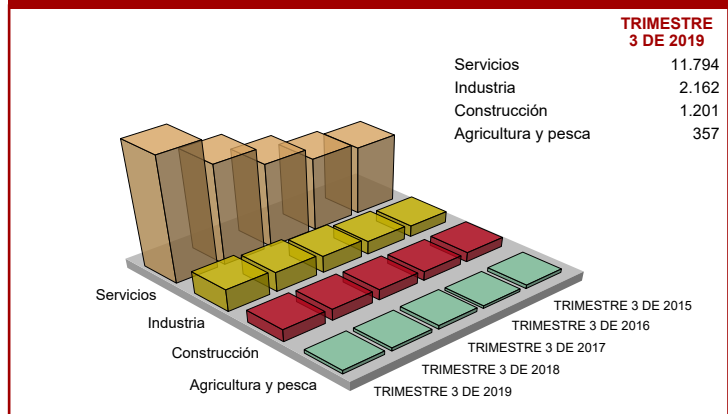 TRIMESTRE
3 DE 2019
Servicios 11.794
Industria 2.162
Construcción 1.201
Agricultura y pesca 357
Servicios
Industria
Construcción
Agricultura y pesca
TRIMESTRE 3 DE 2015
TRIMESTRE 3 DE 2016
TRIMESTRE 3 DE 2017
TRIMESTRE 3 DE 2018
TRIMESTRE 3 DE 2019